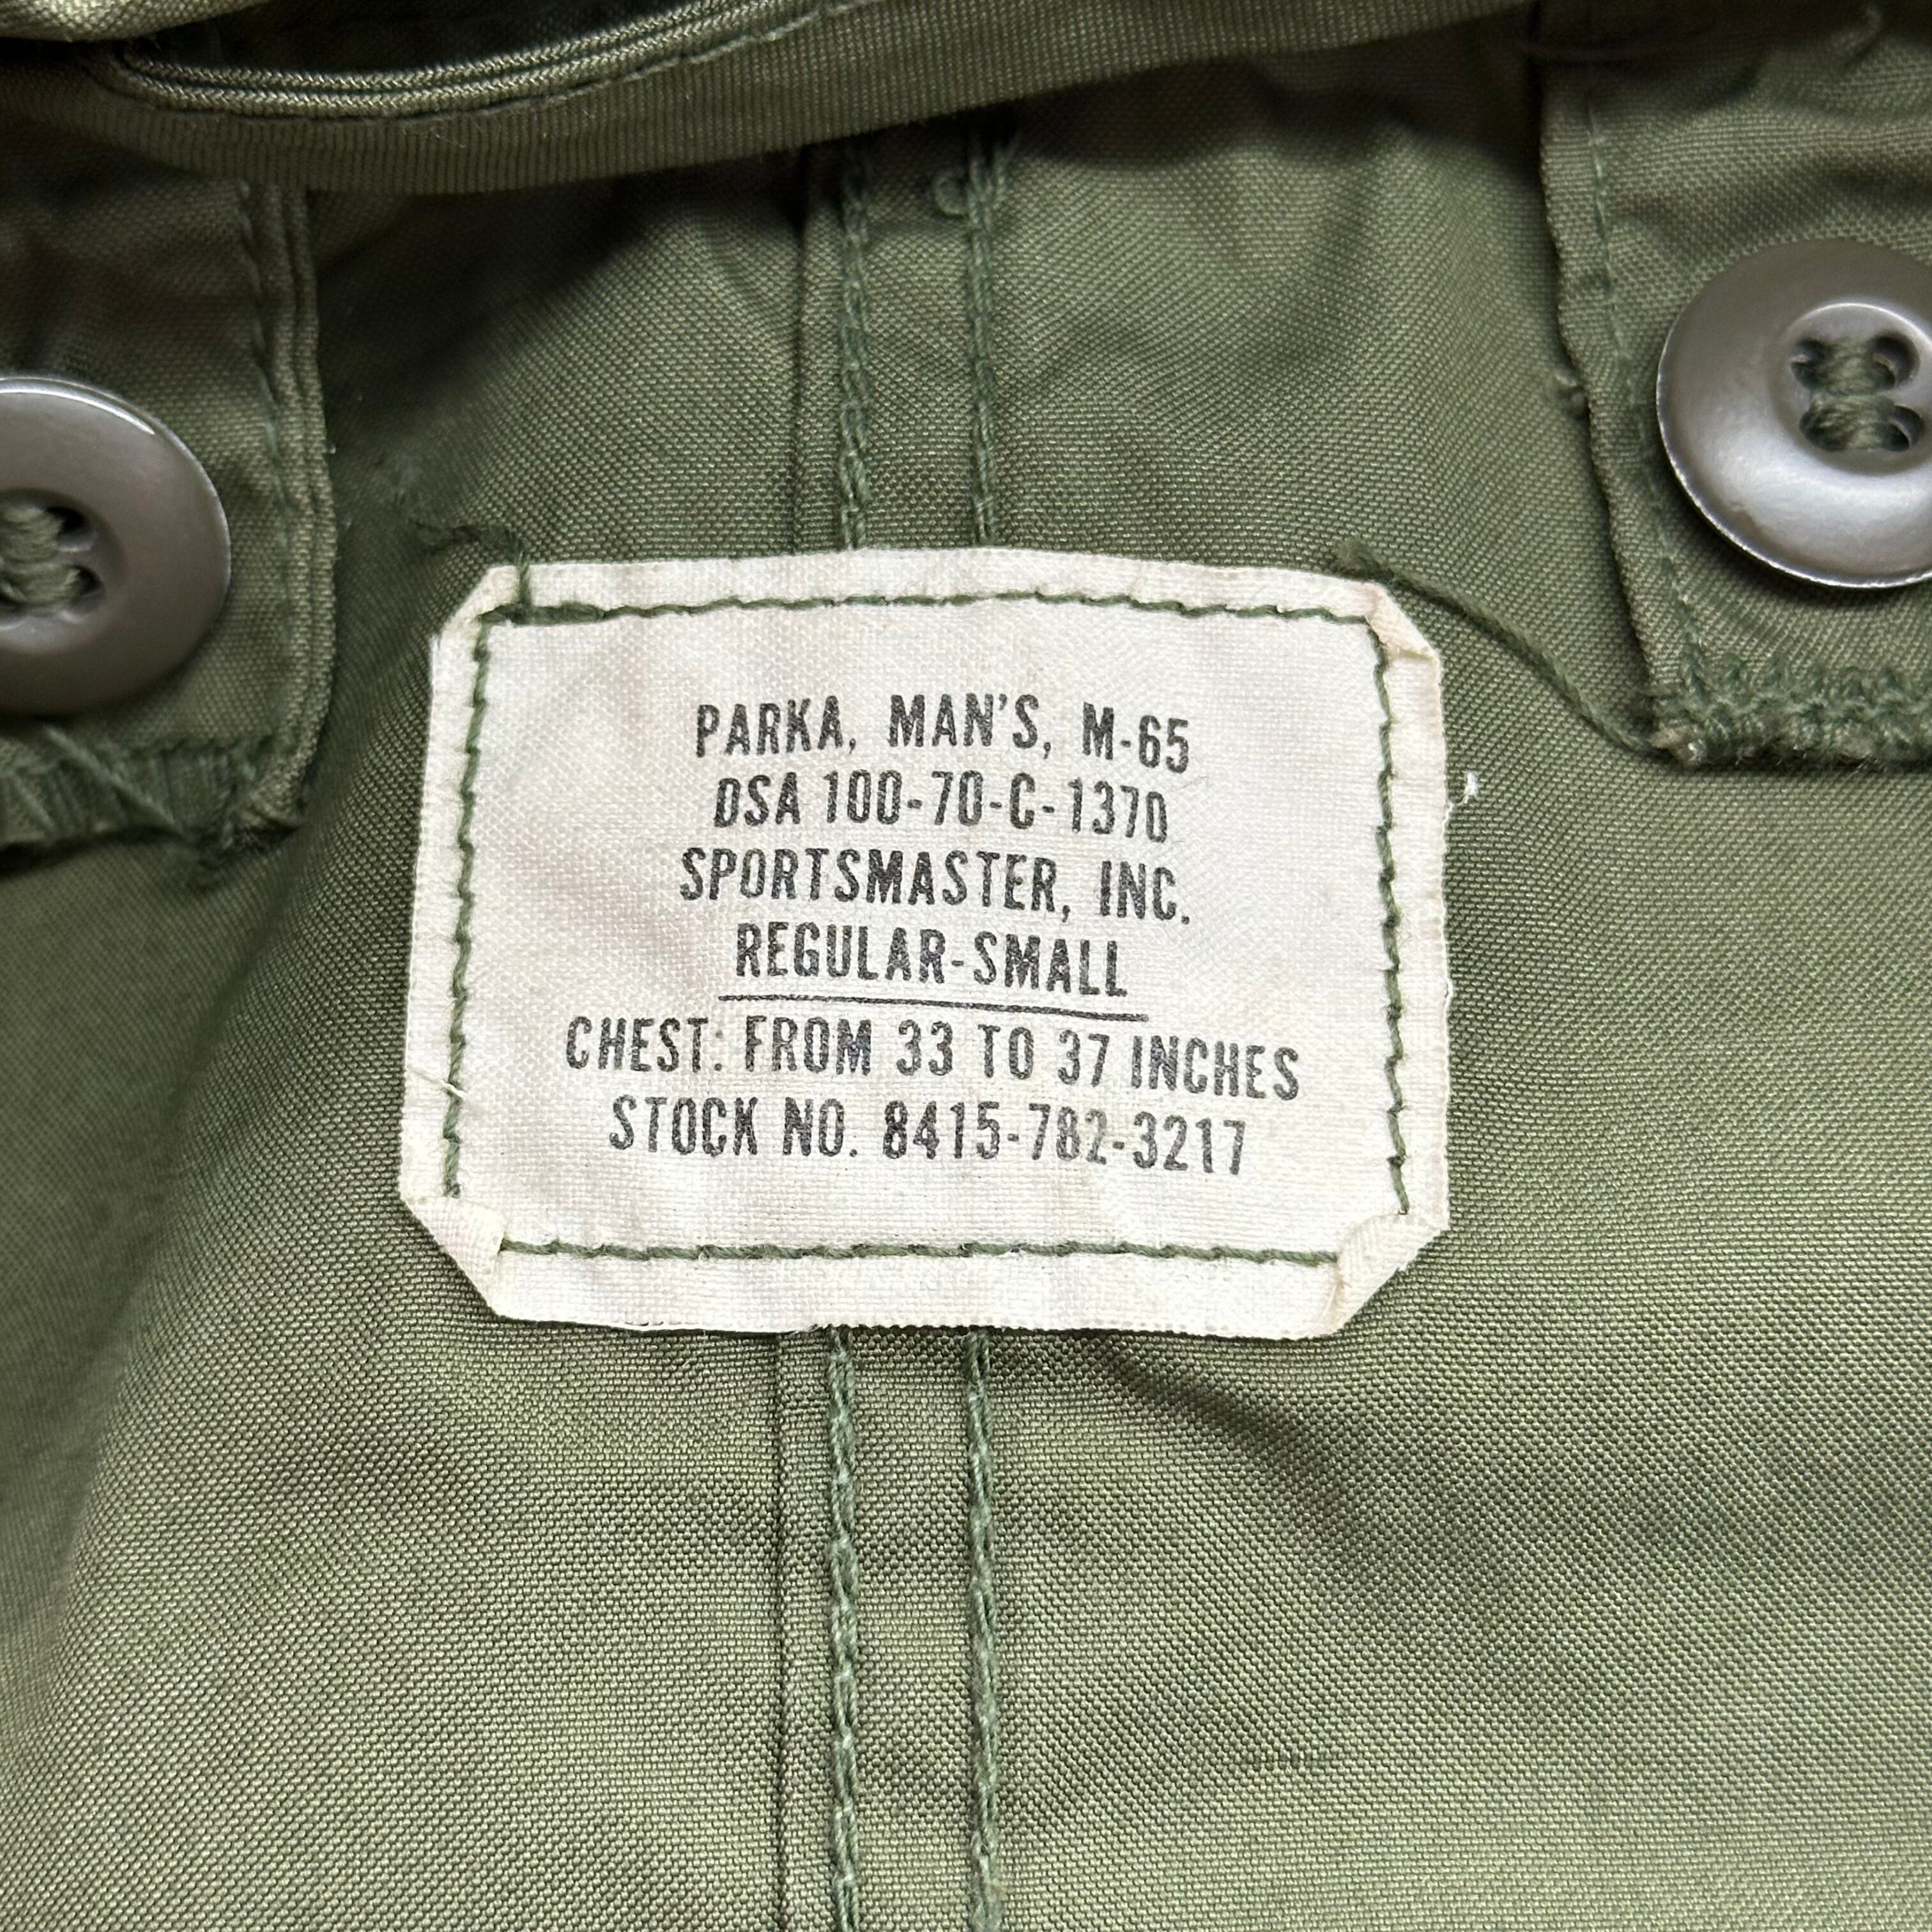 PARKA, MAN'S, M-65
DSA 100-70-C-1370
SPORTSMASTER, INC.
REGULAR-SMALL
CHEST: FROM 33 TO 37 INCHES
STOCK NO. 8415-782-3217